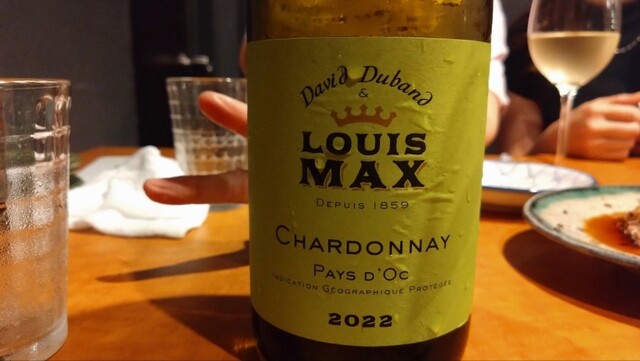 David Duband
&
LOUIS
MAX
DEPUIS 1859
CHARDONNAY
PAYS D'OC
INDICATION GÉOGRAPHIQUE PROTÉGÉE
2022